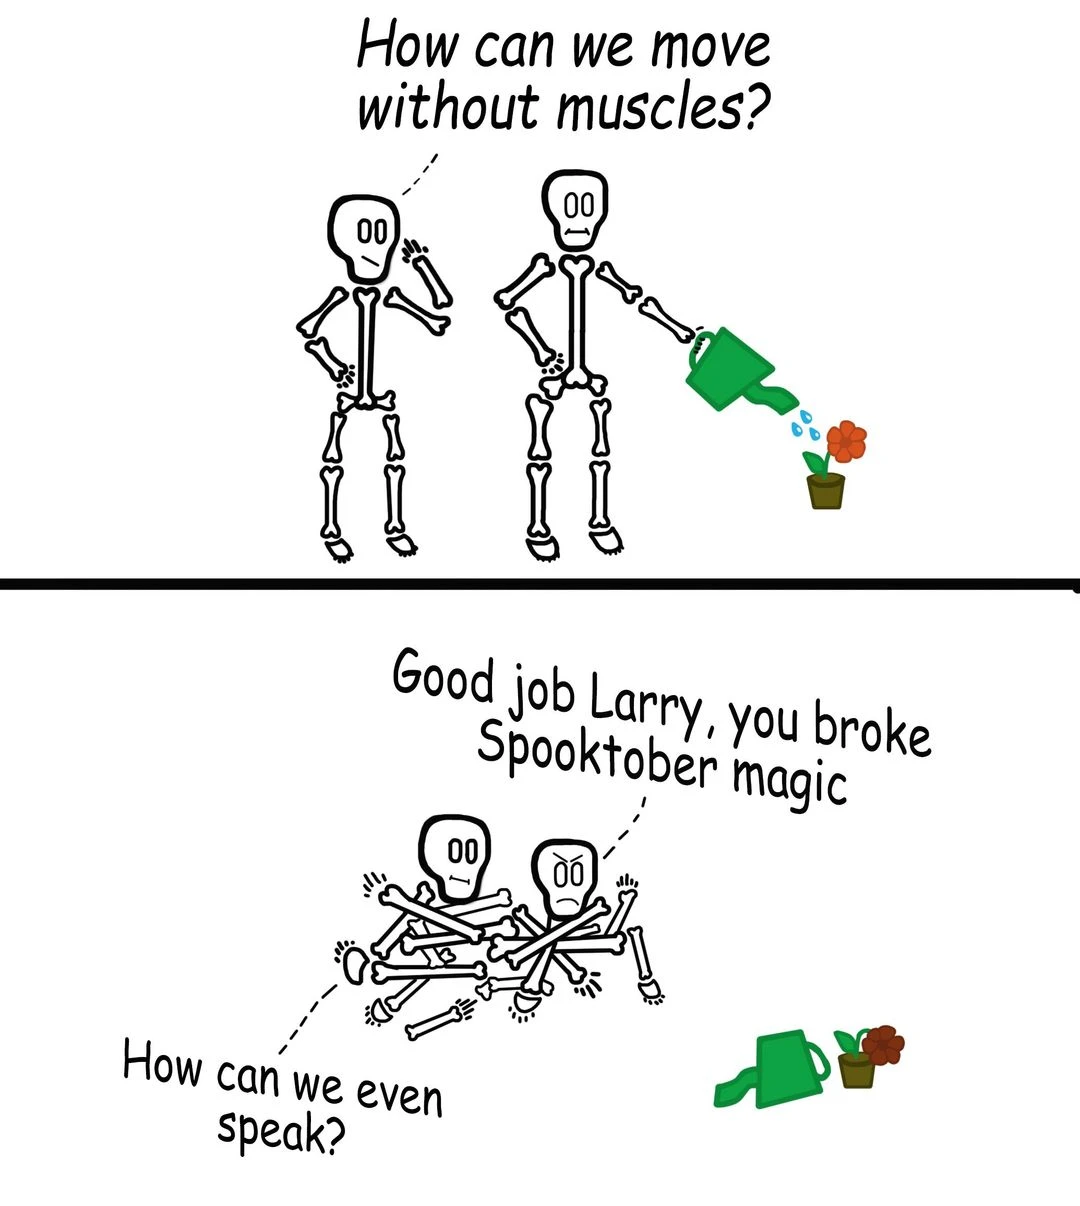 How can we move
without muscles?
Good job Larry, you broke
Spooktober magic
How can we even
speak?